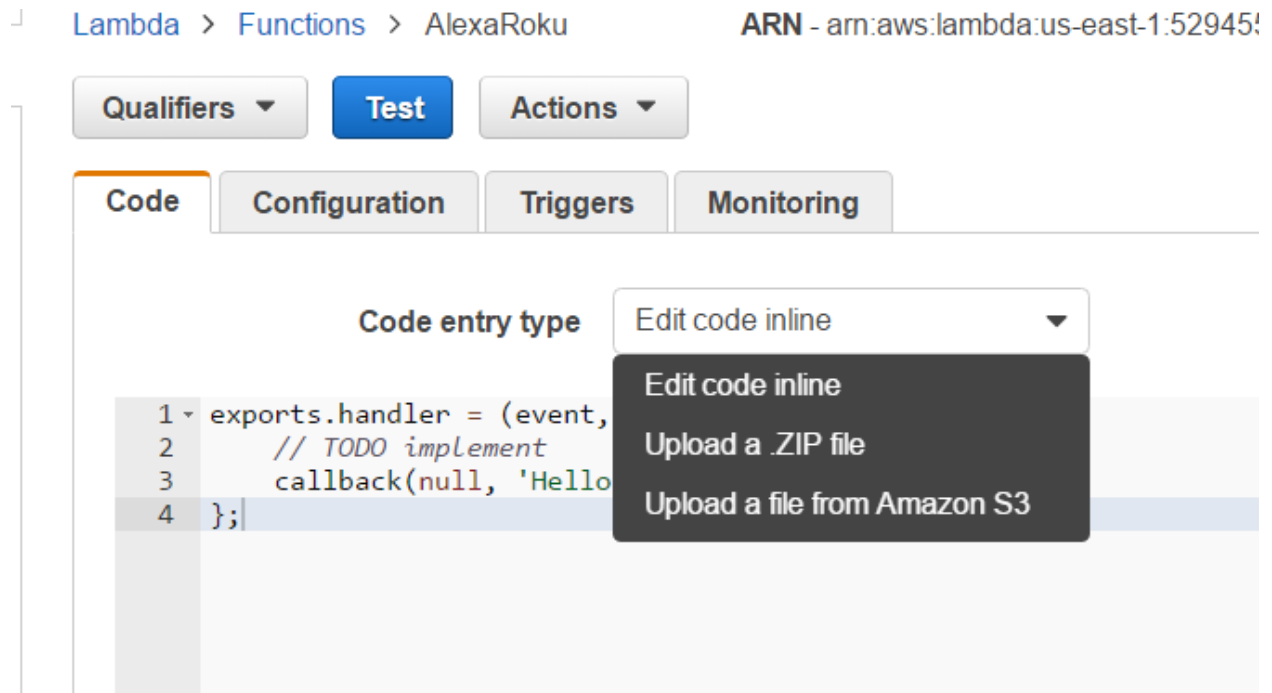 Lambda > Functions > AlexaRoku ARN - arn:aws:lambda:us-east-1:529455
Qualifiers Test Actions
Code Configuration Triggers Monitoring
Code entry type Edit code inline
Edit code inline
Upload a .ZIP file
Upload a file from Amazon S3
1 exports.handler = (event,
2 // TODO implement
3 callback(null, 'Hello
4 };